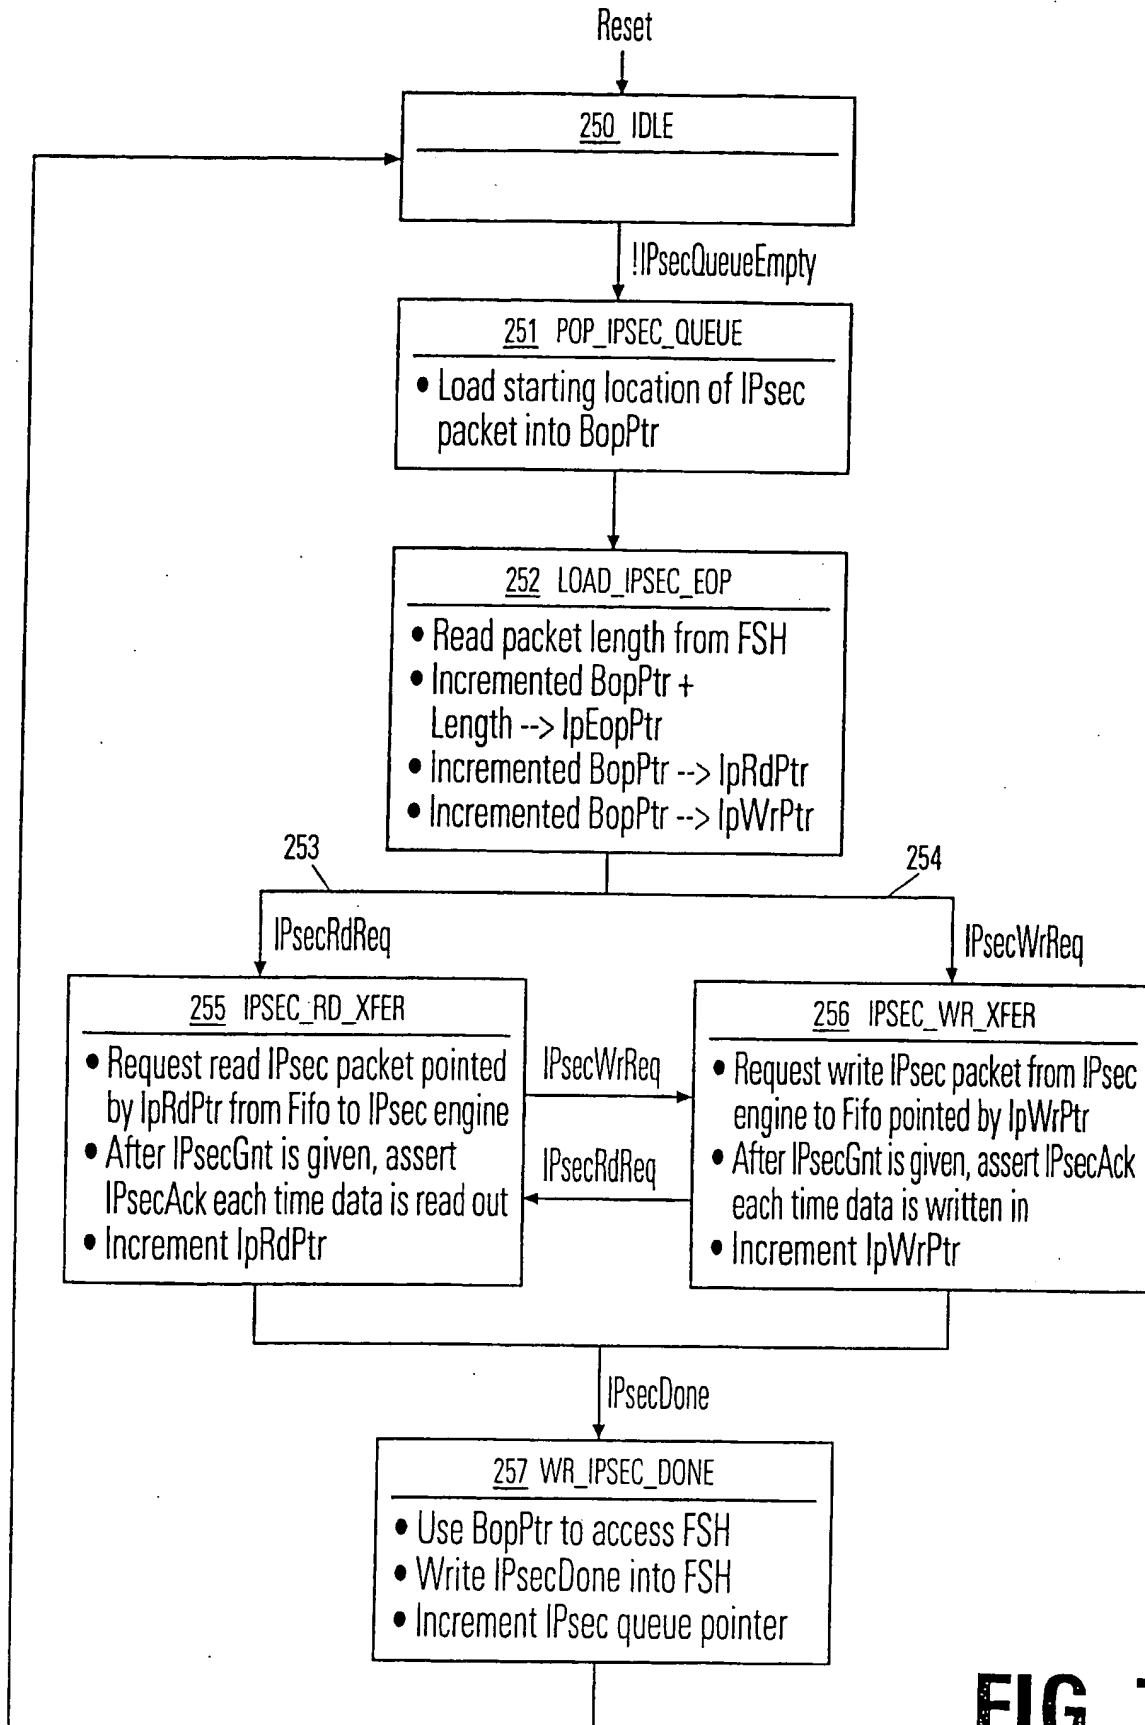 Reset
250 IDLE
!IPsecQueueEmpty
251 POP_IPSEC_QUEUE
• Load starting location of IPsec
packet into BopPtr
252 LOAD_IPSEC_EOP
• Read packet length from FSH
• Incremented BopPtr +
Length --> IpEopPtr
• Incremented BopPtr --> IpRdPtr
• Incremented BopPtr --> IpWrPtr
253
254
IPsecRdReq
IPsecWrReq
255 IPSEC_RD_XFER
• Request read IPsec packet pointed
by IpRdPtr from Fifo to IPsec engine
• After IPsecGnt is given, assert
IPsecAck each time data is read out
• Increment IpRdPtr
IPsecWrReq
IPsecRdReq
256 IPSEC_WR_XFER
• Request write IPsec packet from IPsec
engine to Fifo pointed by IpWrPtr
• After IPsecGnt is given, assert IPsecAck
each time data is written in
• Increment IpWrPtr
IPsecDone
257 WR_IPSEC_DONE
• Use BopPtr to access FSH
• Write IPsecDone into FSH
• Increment IPsec queue pointer
FIG.